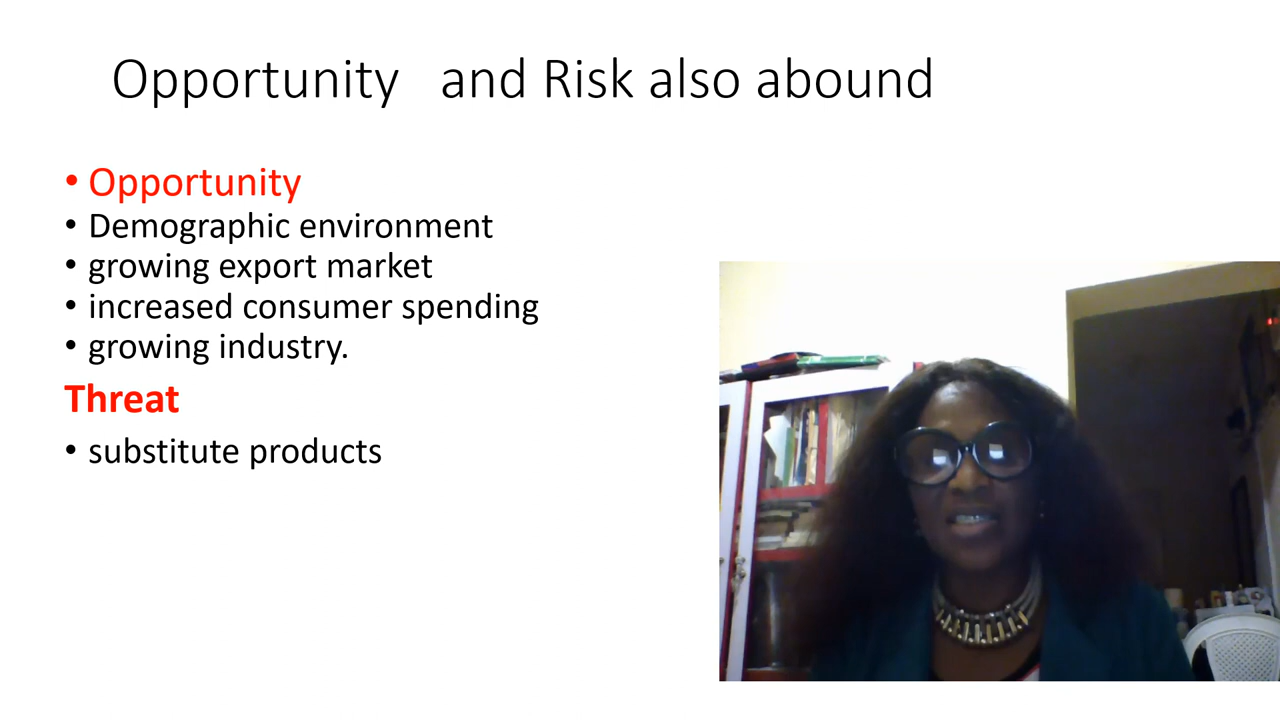 Opportunity and Risk also abound
• Opportunity
• Demographic environment
• growing export market
• increased consumer spending
• growing industry.
Threat
• substitute products